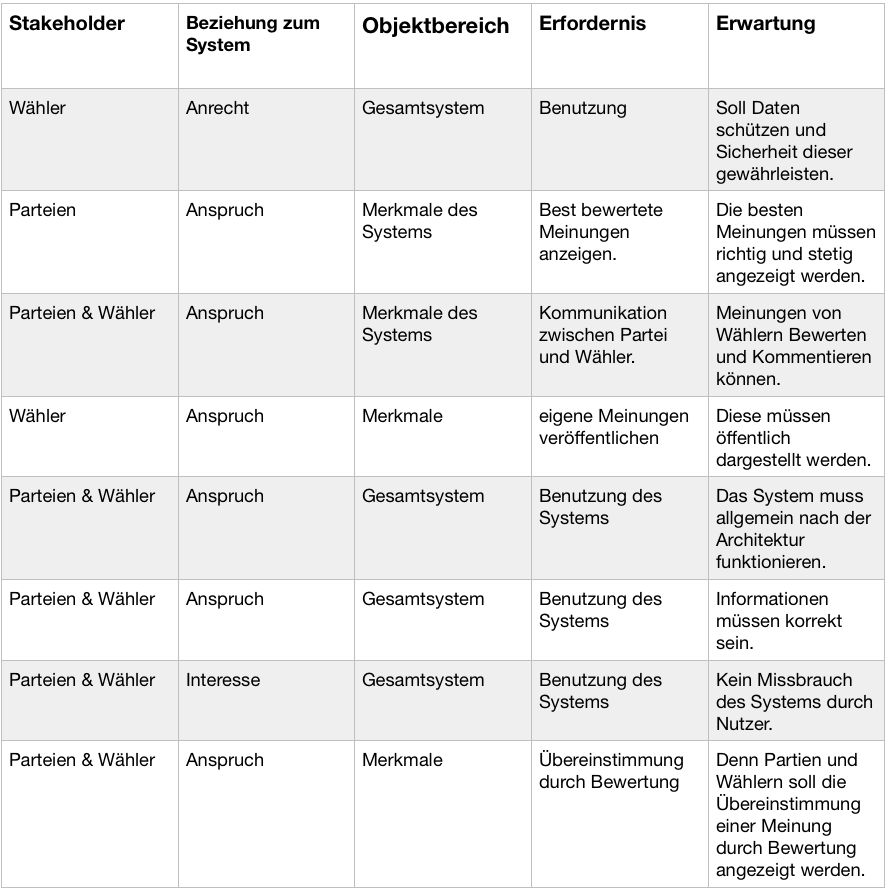 Stakeholder
Beziehung zum
System
Objektbereich
Erfordernis
Erwartung
Wähler
Anrecht
Gesamtsystem
Benutzung
Soll Daten
schützen und
Sicherheit dieser
gewährleisten.
Parteien
Anspruch
Merkmale des
Systems
Best bewertete
Meinungen
anzeigen.
Die besten
Meinungen müssen
richtig und stetig
angezeigt werden.
Parteien & Wähler
Anspruch
Merkmale des
Systems
Kommunikation
zwischen Partei
und Wähler.
Meinungen von
Wählern Bewerten
und Kommentieren
können.
Wähler
Anspruch
Merkmale
eigene Meinungen
veröffentlichen
Diese müssen
öffentlich
dargestellt werden.
Parteien & Wähler
Anspruch
Gesamtsystem
Benutzung des
Systems
Das System muss
allgemein nach der
Architektur
funktionieren.
Parteien & Wähler
Anspruch
Gesamtsystem
Benutzung des
Systems
Informationen
müssen korrekt
sein.
Parteien & Wähler
Interesse
Gesamtsystem
Benutzung des
Systems
Kein Missbrauch
des Systems durch
Nutzer.
Parteien & Wähler
Anspruch
Merkmale
Übereinstimmung
durch Bewertung
Denn Partien und
Wählern soll die
Übereinstimmung
einer Meinung
durch Bewertung
angezeigt werden.